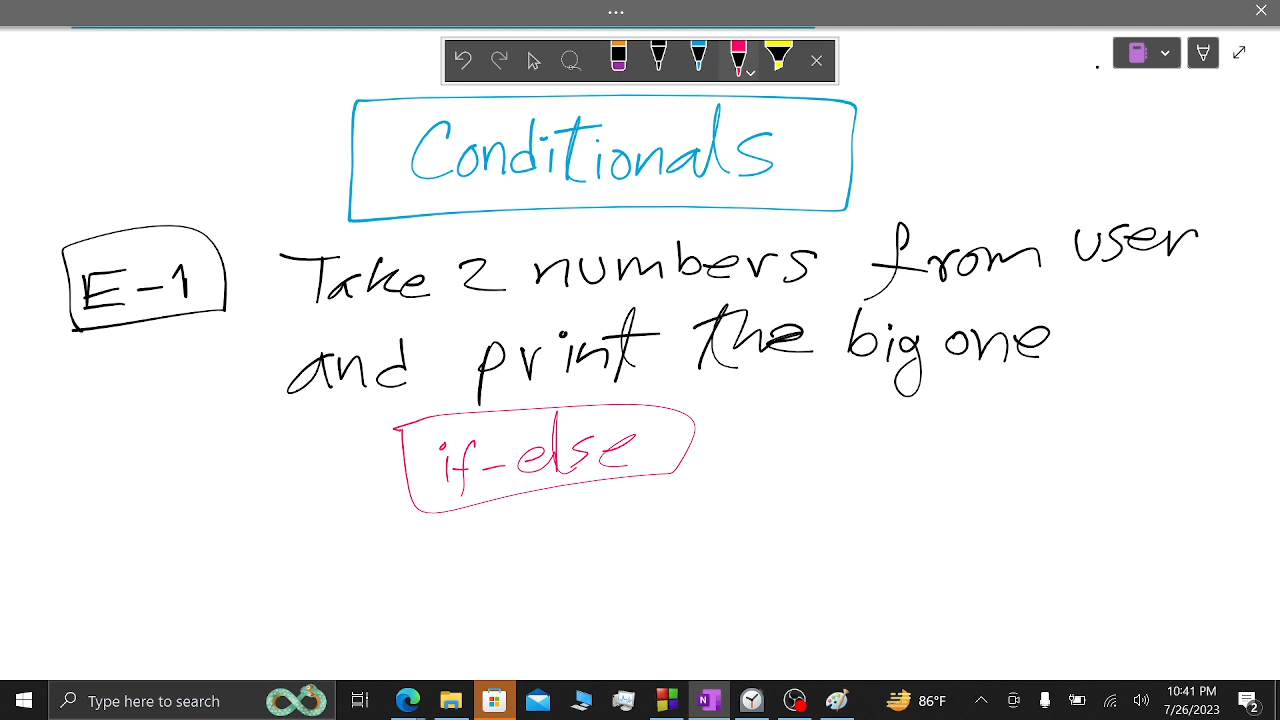 Conditionals
E-1 Take 2 numbers from user
and print the big one
if-else
Type here to search
86°F
10:41 PM
7/26/2023
2